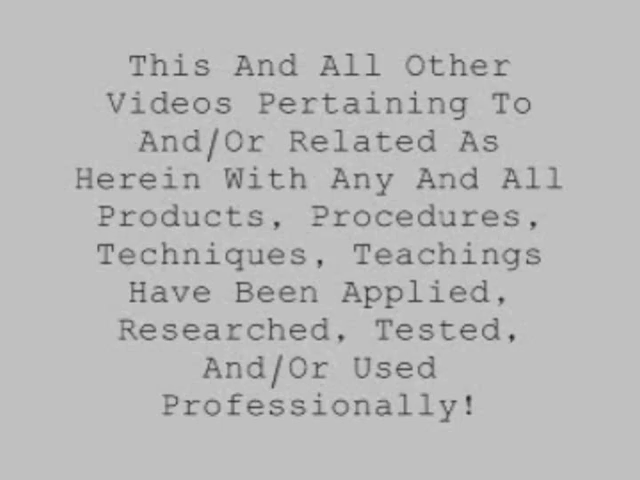 This And All Other
Videos Pertaining To
And/Or Related As
Herein With Any And All
Products, Procedures,
Techniques, Teachings
Have Been Applied,
Researched, Tested,
And/Or Used
Professionally!